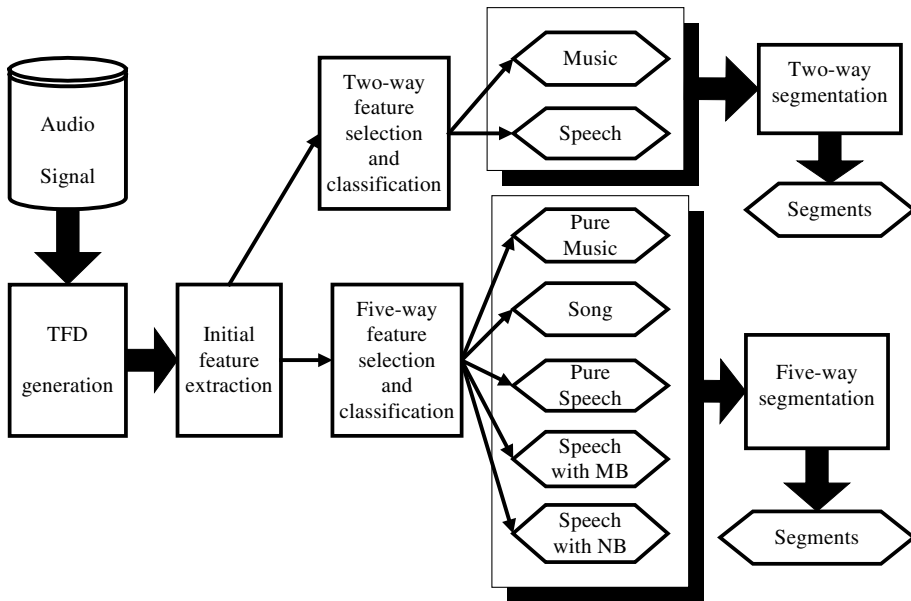 Audio
Signal
TFD
generation
Initial
feature
extraction
Two-way
feature
selection
and
classification
Music
Speech
Two-way
segmentation
Segments
Five-way
feature
selection
and
classification
Pure
Music
Song
Pure
Speech
Speech
with MB
Speech
with NB
Five-way
segmentation
Segments